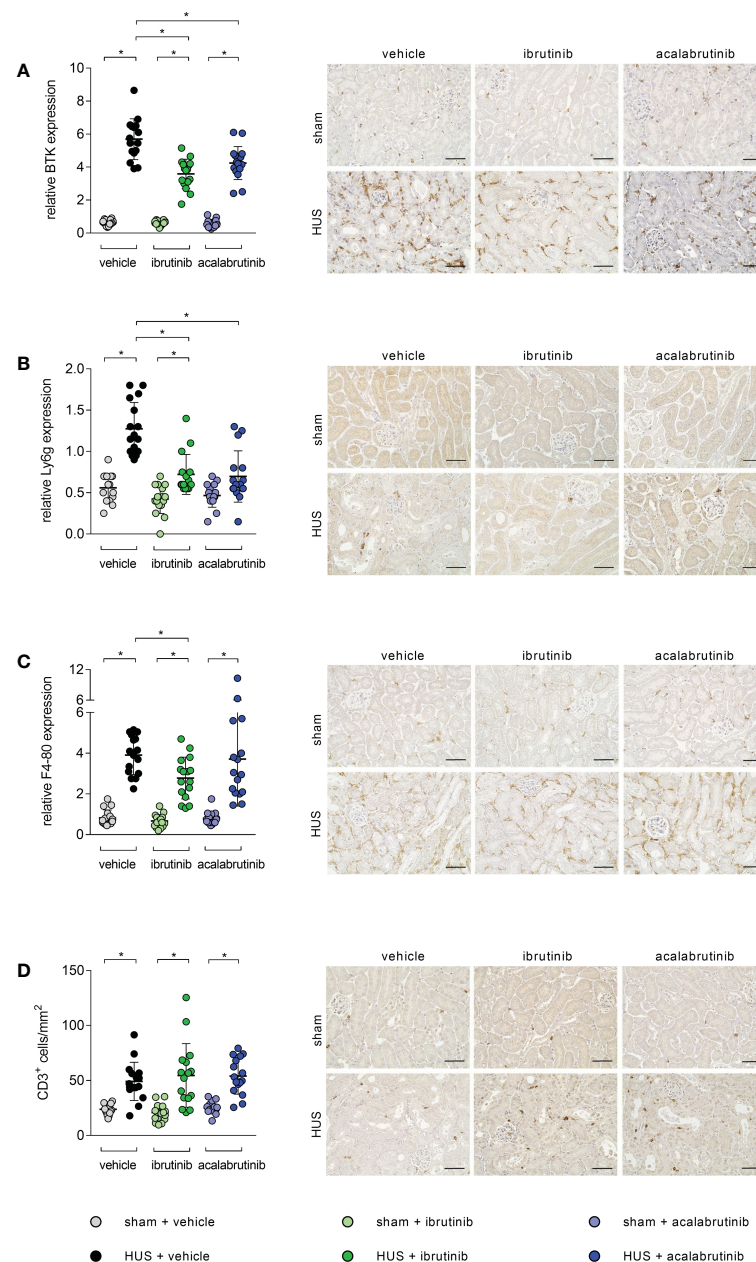 A
relative BTK expression
10
8
6
4
2
0
*
*
*
*
*
vehicle
ibrutinib
acalabrutinib
vehicle
ibrutinib
acalabrutinib
sham
HUS
B
relative Ly6g expression
2.0
1.5
1.0
0.5
0.0
*
*
*
*
vehicle
ibrutinib
acalabrutinib
vehicle
ibrutinib
acalabrutinib
sham
HUS
C
relative F4-80 expression
12
6
6
4
2
0
*
*
*
*
vehicle
ibrutinib
acalabrutinib
vehicle
ibrutinib
acalabrutinib
sham
HUS
D
CD3⁺ cells/mm²
150
100
50
0
*
*
*
vehicle
ibrutinib
acalabrutinib
vehicle
ibrutinib
acalabrutinib
sham
HUS
sham + vehicle
sham + ibrutinib
sham + acalabrutinib
HUS + vehicle
HUS + ibrutinib
HUS + acalabrutinib